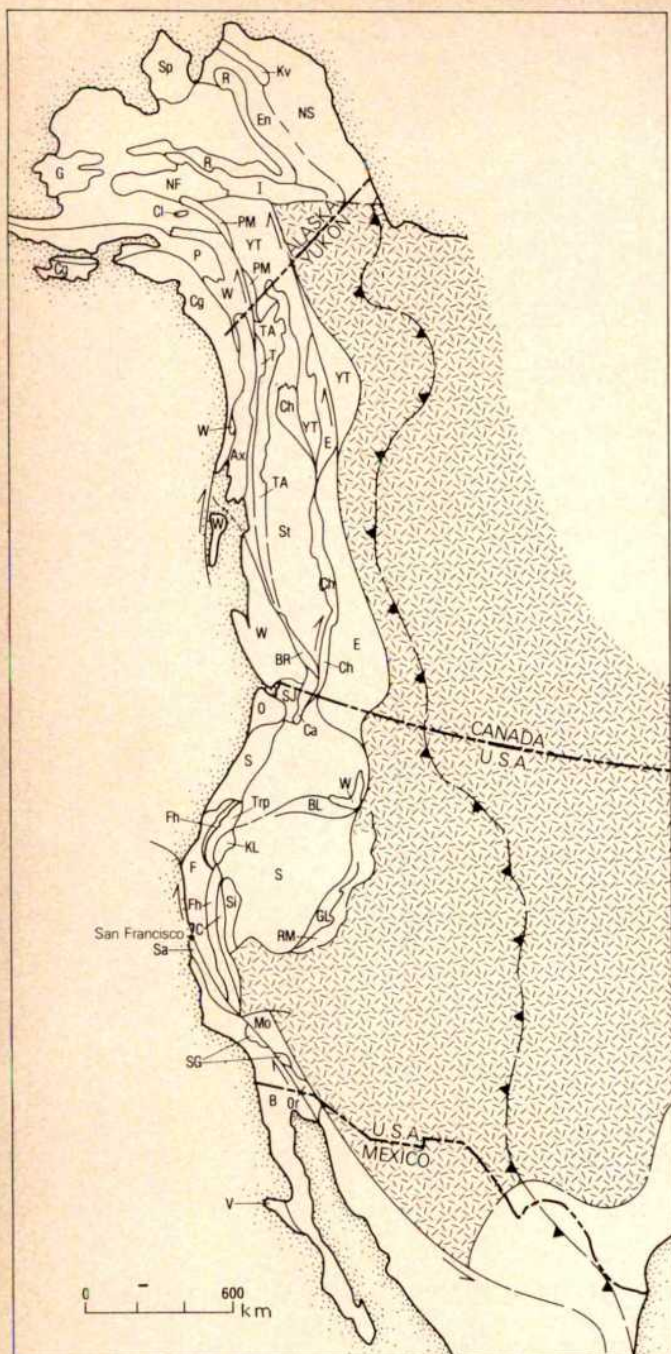 Sp
Kv
R
NS
En
R
G
NF
I
Cl
PM
YT
ALASKA
YUKON
P
PM
Cg
W
Cg
TA
T
YT
Ch
W
YT
E
Ax
TA
W
St
Ch
W
E
BR
Ch
SJ
O
CANADA
U.S.A.
Ca
S
W
Trp
BL
Fh
KL
F
S
Fh
Si
GL
San Francisco
C
RM
Sa
Mo
SG
B
Or
U.S.A.
MEXICO
V
0 600
km